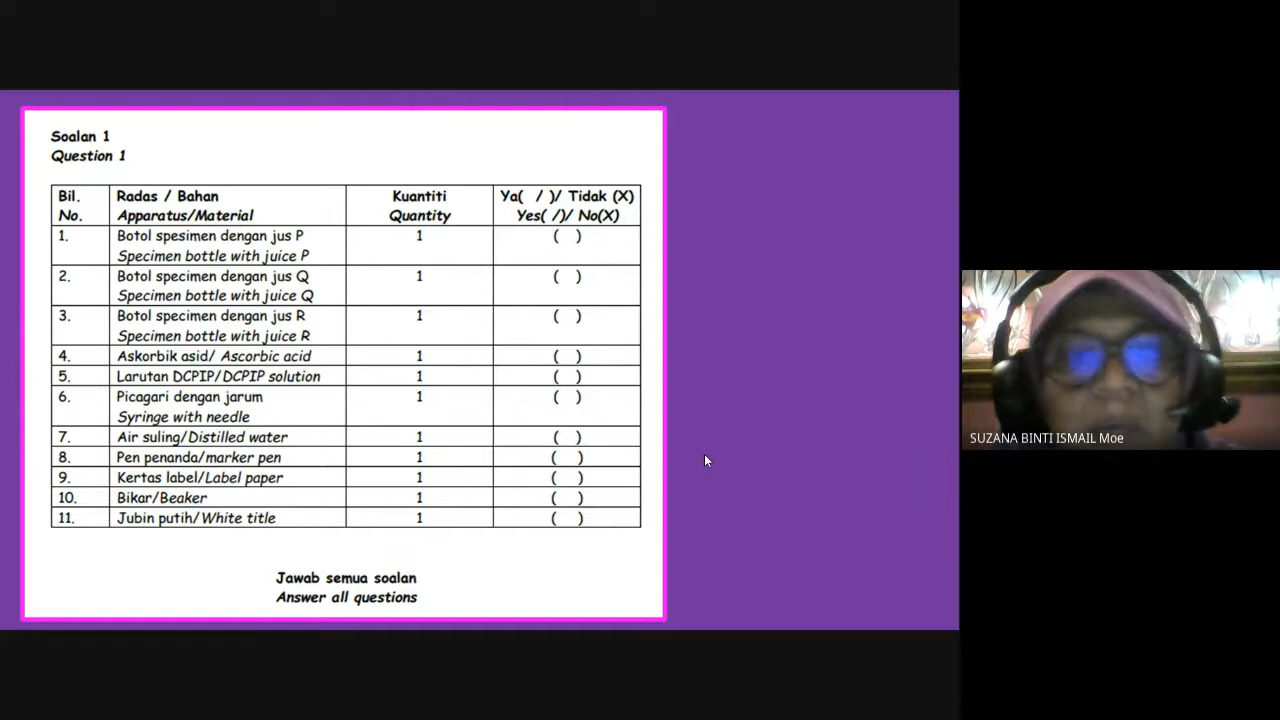 Soalan 1
Question 1
Bil. Radas / Bahan Kuantiti Ya( / )/ Tidak (X)
No. Apparatus/Material Quantity Yes( /)/ No(X)
1. Botol spesimen dengan jus P 1 ( )
Specimen bottle with juice P
2. Botol specimen dengan jus Q 1 ( )
Specimen bottle with juice Q
3. Botol specimen dengan jus R 1 ( )
Specimen bottle with juice R
4. Askorbik asid/ Ascorbic acid 1 ( )
5. Larutan DCPIP/DCPIP solution 1 ( )
6. Picagari dengan jarum 1 ( )
Syringe with needle
7. Air suling/Distilled water 1 ( )
8. Pen penanda/marker pen 1 ( )
9. Kertas label/Label paper 1 ( )
10. Bikar/Beaker 1 ( )
11. Jubin putih/White title 1 ( )
Jawab semua soalan
Answer all questions
SUZANA BINTI ISMAIL Moe